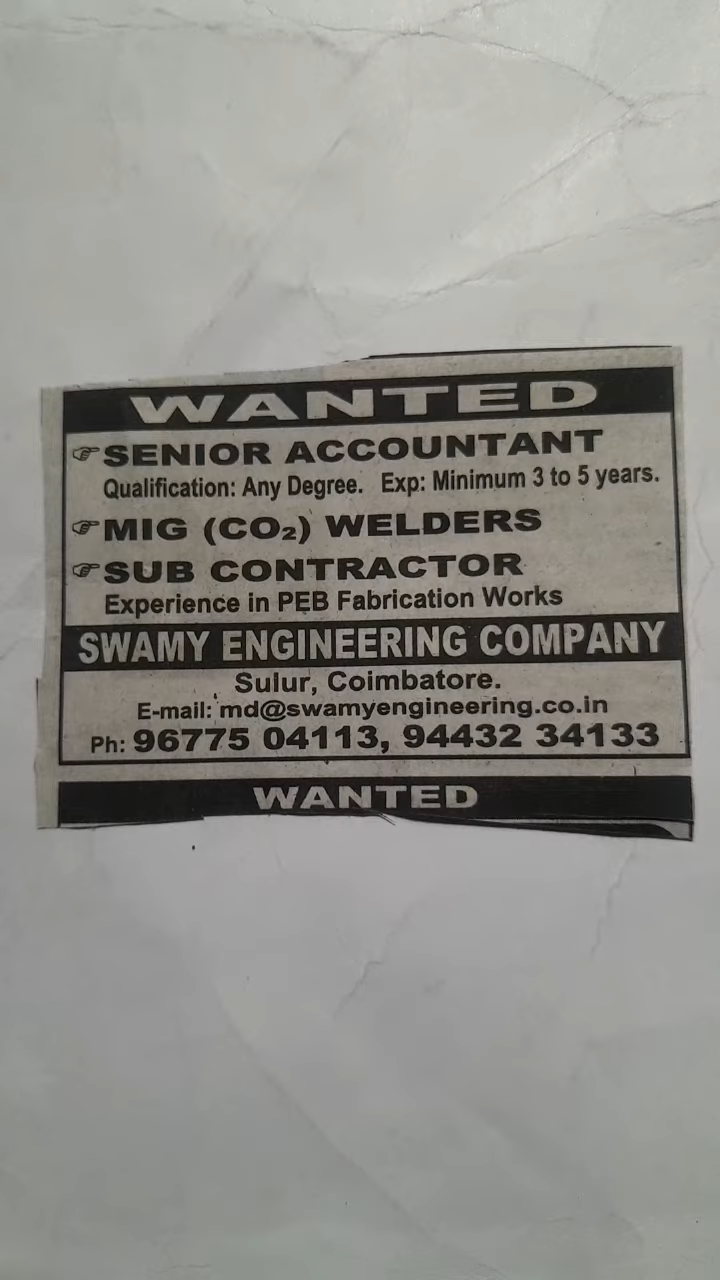 WANTED
☞ SENIOR ACCOUNTANT
Qualification: Any Degree. Exp: Minimum 3 to 5 years.
☞ MIG (CO₂) WELDERS
☞ SUB CONTRACTOR
Experience in PEB Fabrication Works
SWAMY ENGINEERING COMPANY
Sulur, Coimbatore.
E-mail: md@swamyengineering.co.in
Ph: 96775 04113, 94432 34133
WANTED